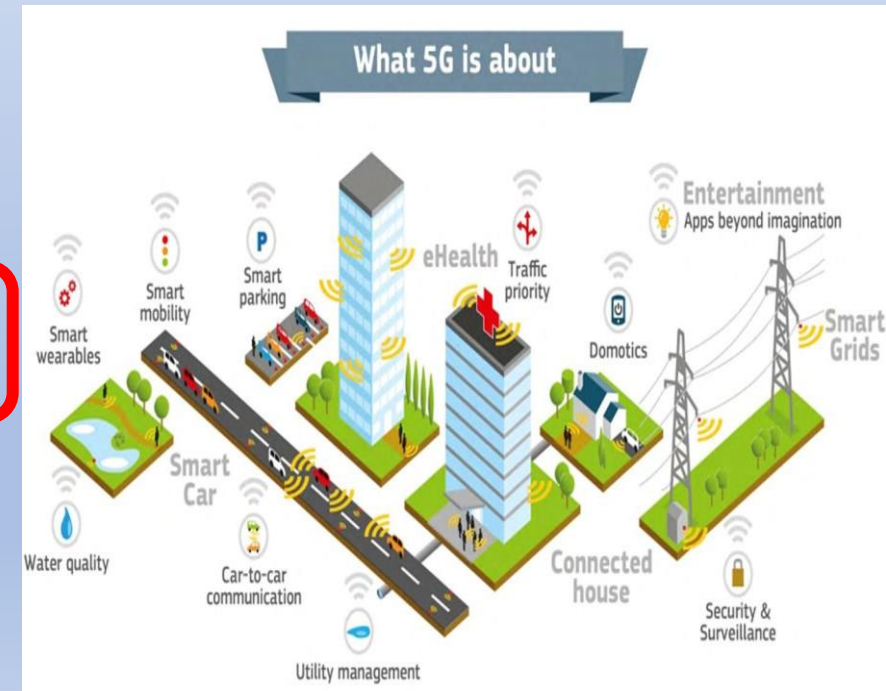 What 5G is about
Entertainment
Apps beyond imagination
eHealth
Traffic
priority
P
Smart
parking
Smart
mobility
Smart
wearables
Domotics
Smart
Grids
Smart
Car
Water quality
Car-to-car
communication
Connected
house
Security &
Surveillance
Utility management